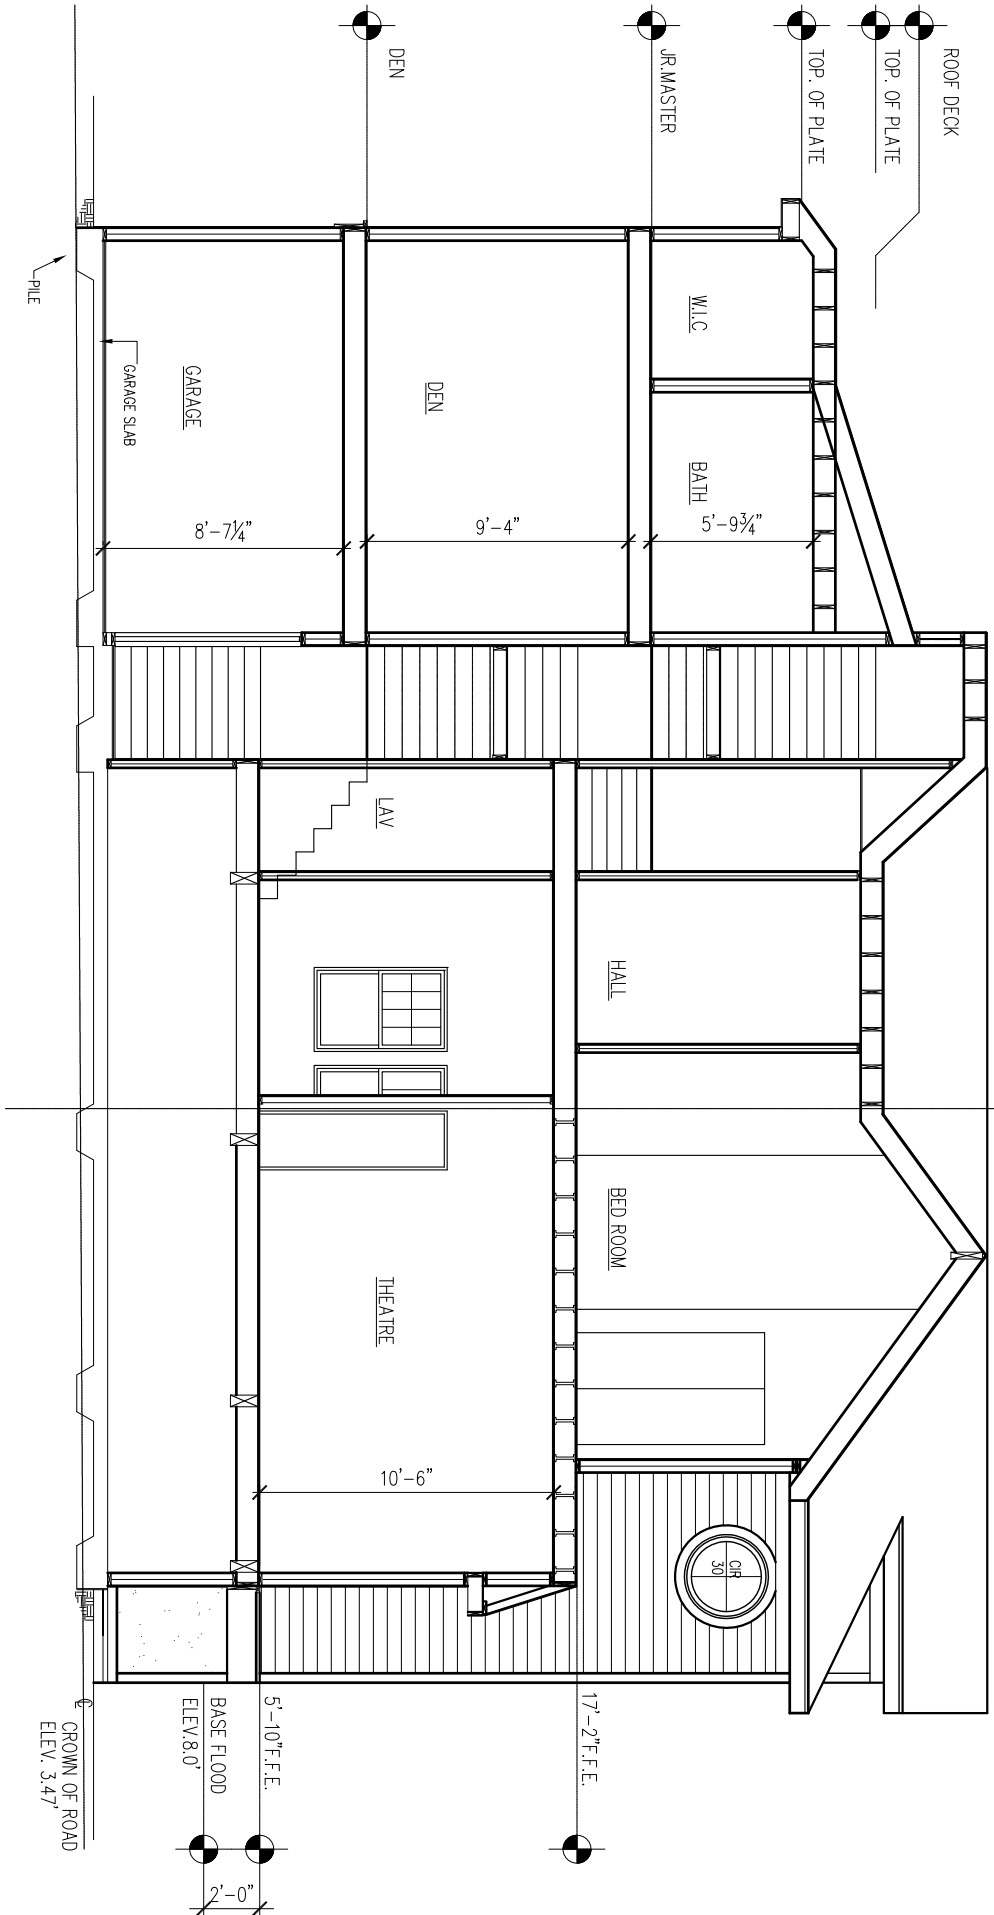 ROOF DECK
TOP. OF PLATE
TOP. OF PLATE
JR.MASTER
DEN
W.I.C
BATH
5'-9¾"
DEN
9'-4"
GARAGE
8'-7¼"
GARAGE SLAB
PILE
LAV
HALL
BED ROOM
THEATRE
10'-6"
CIR
30
17'-2"F.F.E.
5'-10"F.F.E.
BASE FLOOD
ELEV.8.0'
2'-0"
CROWN OF ROAD
ELEV. 3.47'